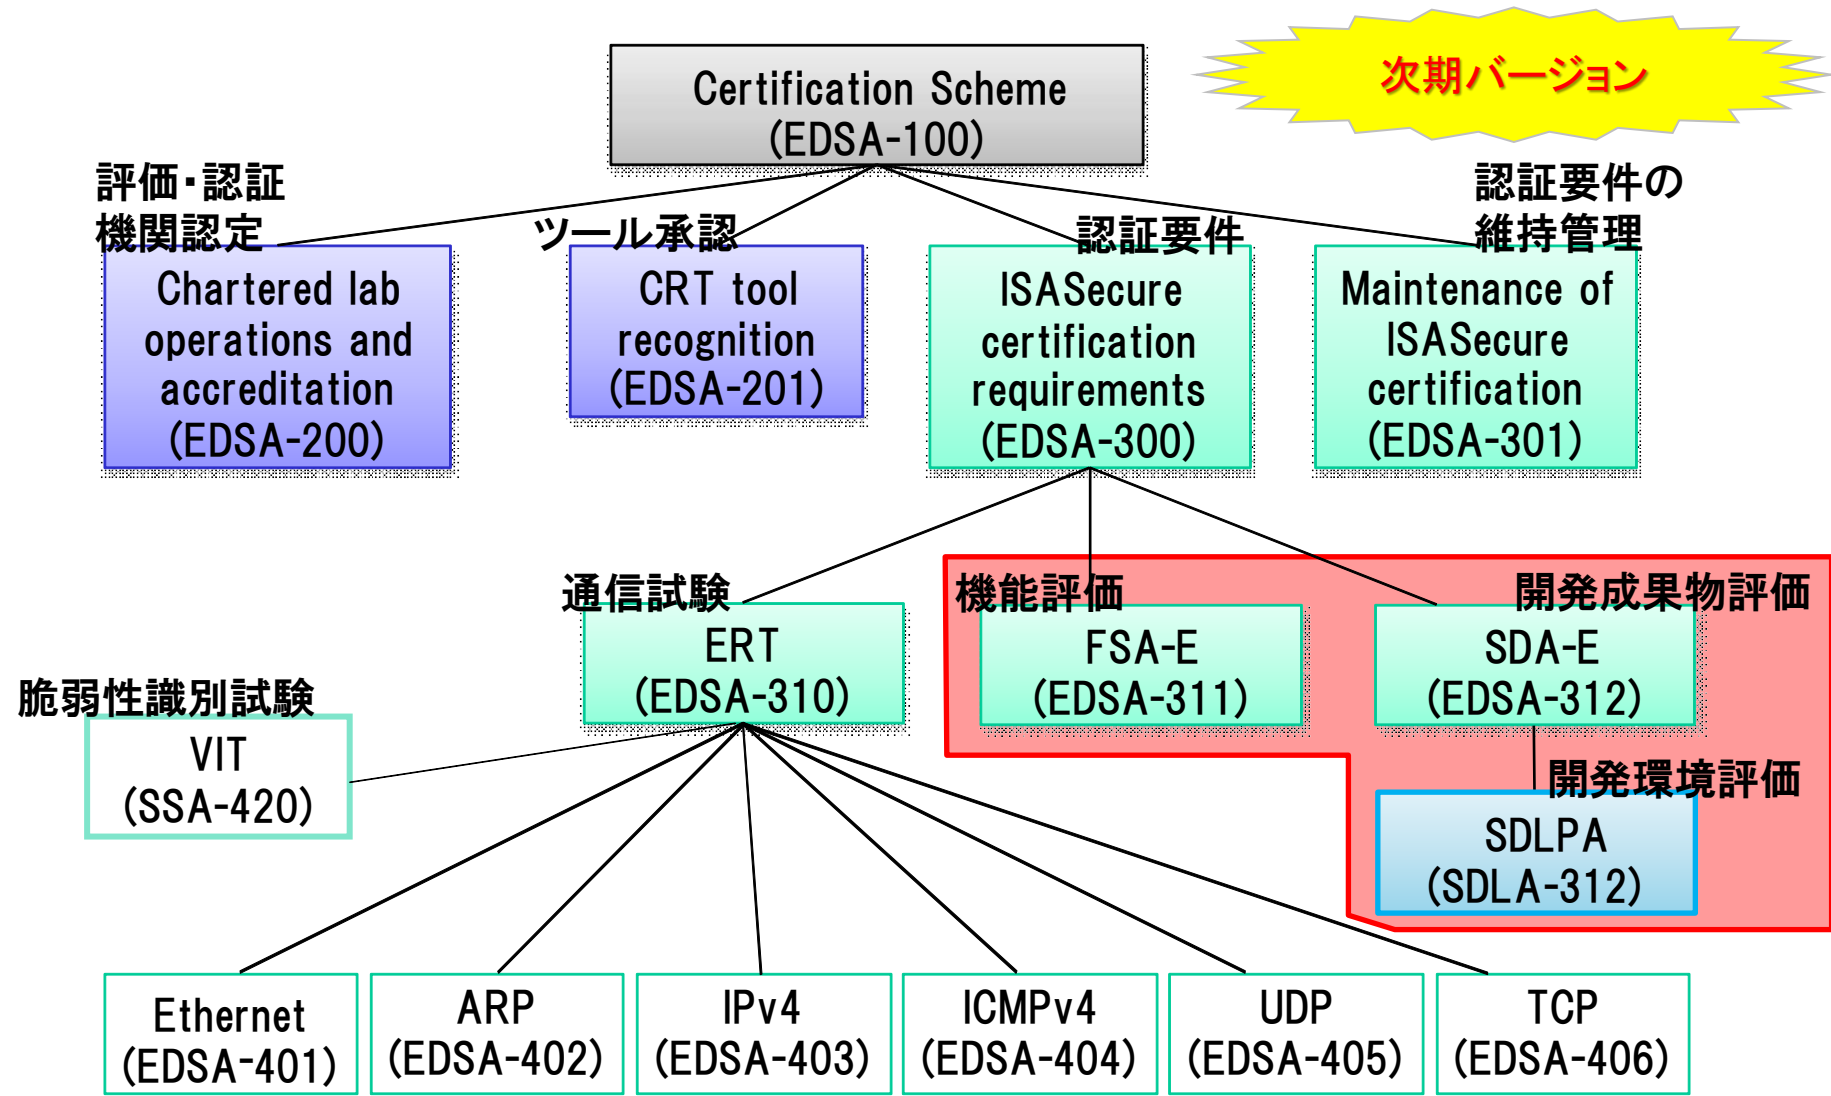 次期バージョン
Certification Scheme
(EDSA-100)
評価・認証
機関認定
Chartered lab
operations and
accreditation
(EDSA-200)
ツール承認
CRT tool
recognition
(EDSA-201)
認証要件
ISASecure
certification
requirements
(EDSA-300)
認証要件の
維持管理
Maintenance of
ISASecure
certification
(EDSA-301)
通信試験
ERT
(EDSA-310)
機能評価
FSA-E
(EDSA-311)
開発成果物評価
SDA-E
(EDSA-312)
脆弱性識別試験
VIT
(SSA-420)
開発環境評価
SDLPA
(SDLA-312)
Ethernet
(EDSA-401)
ARP
(EDSA-402)
IPv4
(EDSA-403)
ICMPv4
(EDSA-404)
UDP
(EDSA-405)
TCP
(EDSA-406)